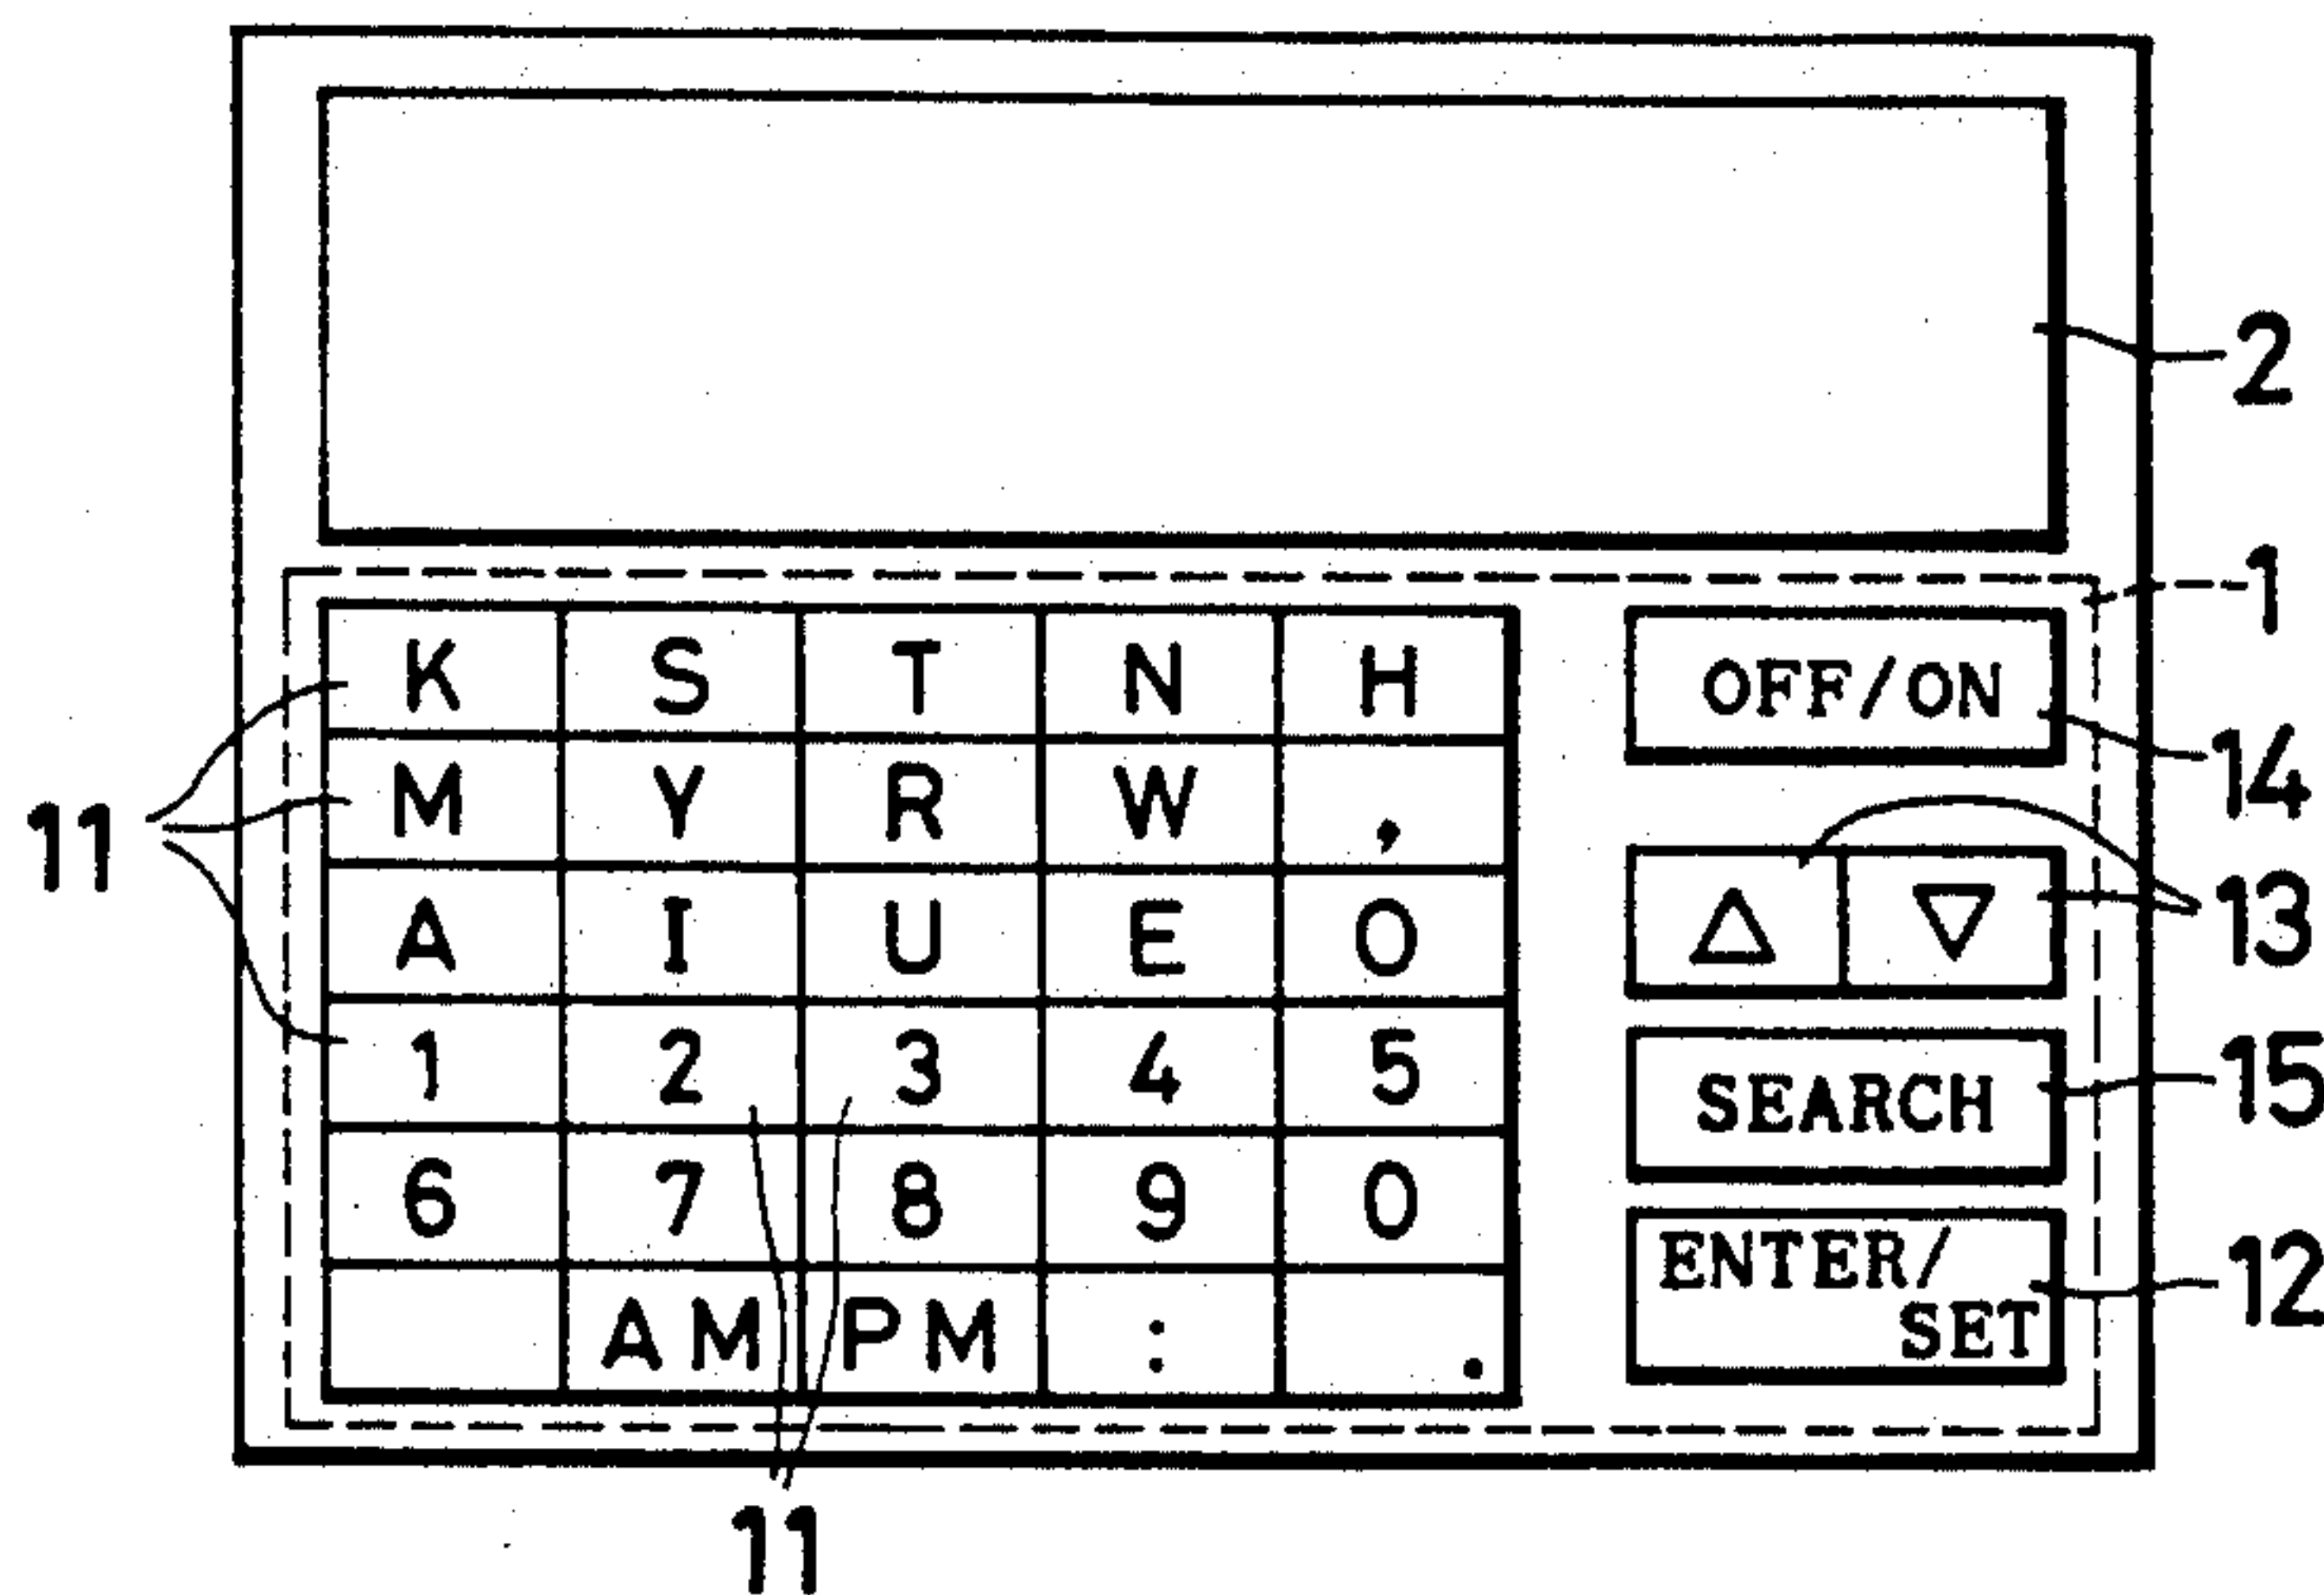 2
1
K S T N H
OFF/ON
14
M Y R W ,
11
A I U E O
△ ▽
13
1 2 3 4 5
SEARCH
15
6 7 8 9 0
ENTER/
SET
12
AM PM : .
11